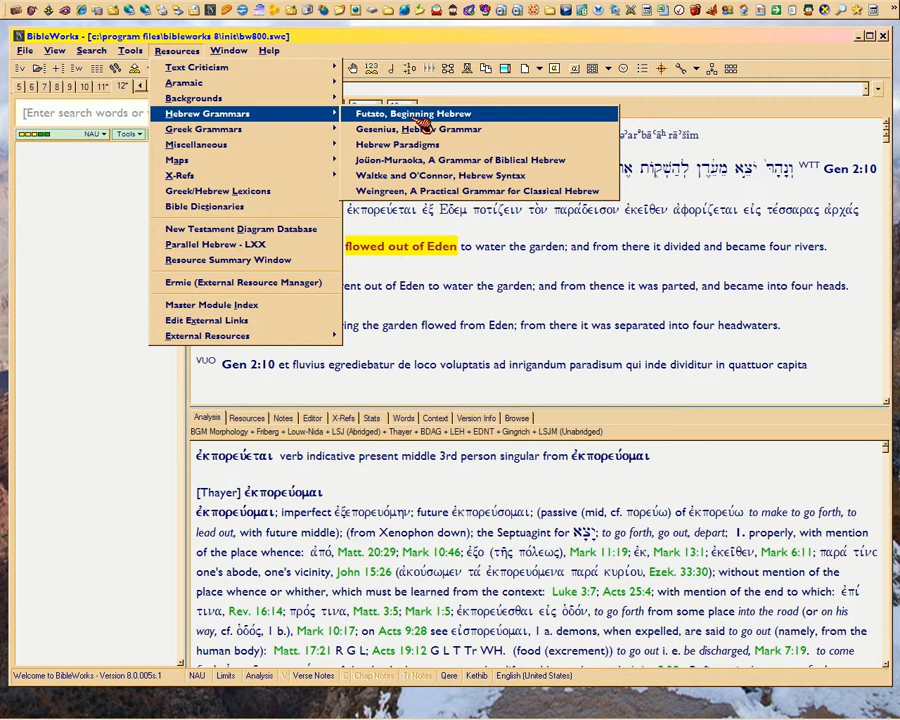 BibleWorks - [c:\program files\bibleworks 8\init\bw800.swc]
File View Search Tools Resources Window Help
5 6 7 8 9 10 11* 12*
[Enter search words or
NAU Tools
Text Criticism
Aramaic
Backgrounds
Hebrew Grammars
Greek Grammars
Miscellaneous
Maps
X-Refs
Greek/Hebrew Lexicons
Bible Dictionaries
New Testament Diagram Database
Parallel Hebrew - LXX
Resource Summary Window
Ermie (External Resource Manager)
Master Module Index
Edit External Links
External Resources
Futato, Beginning Hebrew
Gesenius, Hebrew Grammar
Hebrew Paradigms
Joüon-Muraoka, A Grammar of Biblical Hebrew
Waltke and O'Connor, Hebrew Syntax
Weingreen, A Practical Grammar for Classical Hebrew
וְנָהָר֙ יֹצֵ֣א מֵעֵ֔דֶן לְהַשְׁק֖וֹת WTT Gen 2:10
ἐκπορεύεται ἐξ Εδεμ ποτίζειν τὸν παράδεισον ἐκεῖθεν ἀφορίζεται εἰς τέσσαρας ἀρχάς
flowed out of Eden to water the garden; and from there it divided and became four rivers.
ent out of Eden to water the garden; and from thence it was parted, and became into four heads.
ing the garden flowed from Eden; from there it was separated into four headwaters.
VUO Gen 2:10 et fluvius egrediebatur de loco voluptatis ad inrigandum paradisum qui inde dividitur in quattuor capita
Analysis Resources Notes Editor X-Refs Stats Words Context Version Info Browse
BGM Morphology + Friberg + Louw-Nida + LSJ (Abridged) + Thayer + BDAG + LEH + EDNT + Gingrich + LSJM (Unabridged)
ἐκπορεύεται verb indicative present middle 3rd person singular from ἐκπορεύομαι
[Thayer] ἐκπορεύομαι
ἐκπορεύομαι; imperfect ἐξεπορευόμην; future ἐκπορεύσομαι; (passive (mid, cf. πορεύω) of ἐκπορεύω to make to go forth, to
lead out, with future middle); (from Xenophon down); the Septuagint for יָצָא; to go forth, go out, depart; 1. properly, with mention
of the place whence: ἀπό, Matt. 20:29; Mark 10:46; ἔξω (τῆς πόλεως), Mark 11:19; ἐκ, Mark 13:1; ἐκεῖθεν, Mark 6:11; παρά τίνος
one's abode, one's vicinity, John 15:26 (ἀκούσωμεν τά ἐκπορευόμενα παρά κυρίου, Ezek. 33:30); without mention of the
place whence or whither, which must be learned from the context: Luke 3:7; Acts 25:4; with mention of the end to which: ἐπί
τινα, Rev. 16:14; πρός τινα, Matt. 3:5; Mark 1:5; ἐκπορεύεσθαι εἰς ὁδόν, to go forth from some place into the road (or on his
way, cf. ὁδός, 1 b.), Mark 10:17; on Acts 9:28 see εἰσπορεύομαι, 1 a. demons, when expelled, are said to go out (namely, from the
human body): Matt. 17:21 R G L; Acts 19:12 G L T Tr WH. (food (excrement)) to go out i. e. be discharged, Mark 7:19. to come
Welcome to BibleWorks - Version 8.0.005s.1 NAU Limits Analysis V Verse Notes C Chap Notes Qere Kethib English (United States)